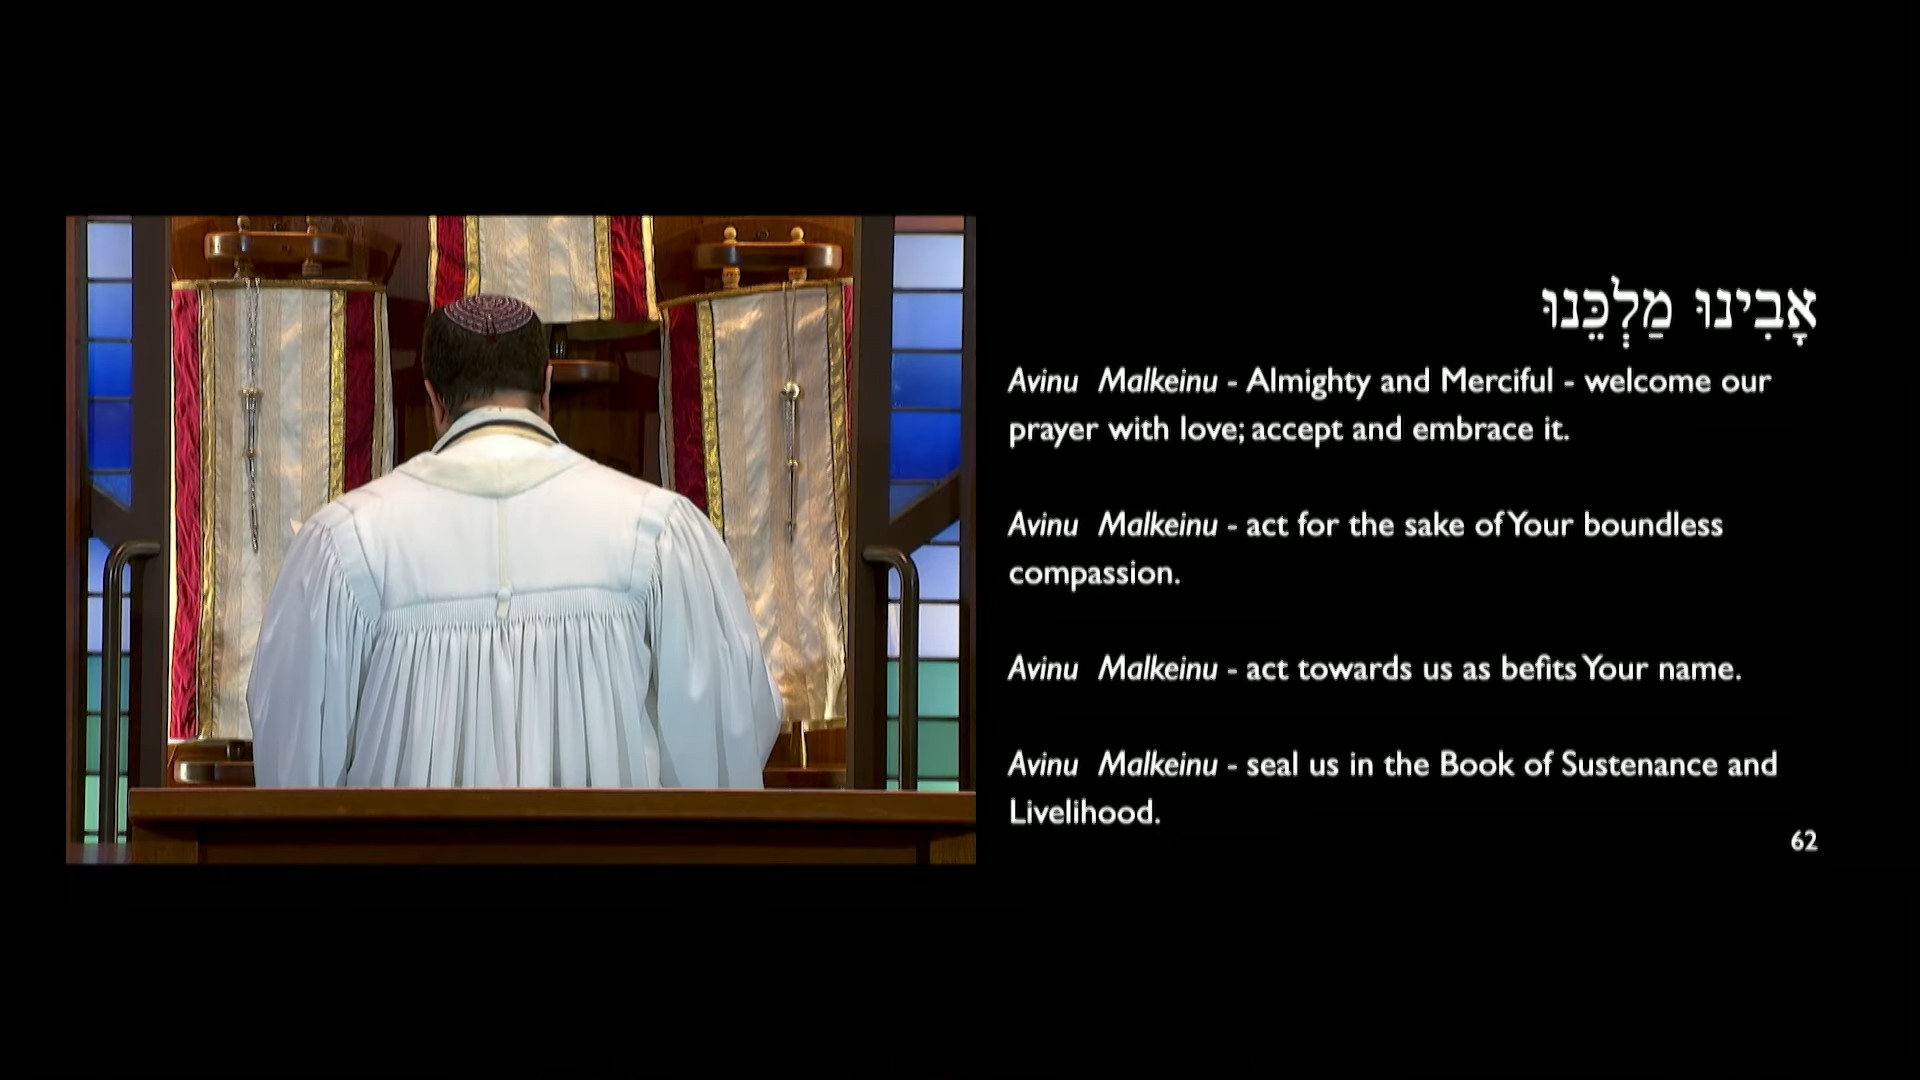 אָבִינוּ מַלְכֵּנוּ
Avinu Malkeinu - Almighty and Merciful - welcome our
prayer with love; accept and embrace it.
Avinu Malkeinu - act for the sake of Your boundless
compassion.
Avinu Malkeinu - act towards us as befits Your name.
Avinu Malkeinu - seal us in the Book of Sustenance and
Livelihood.
62